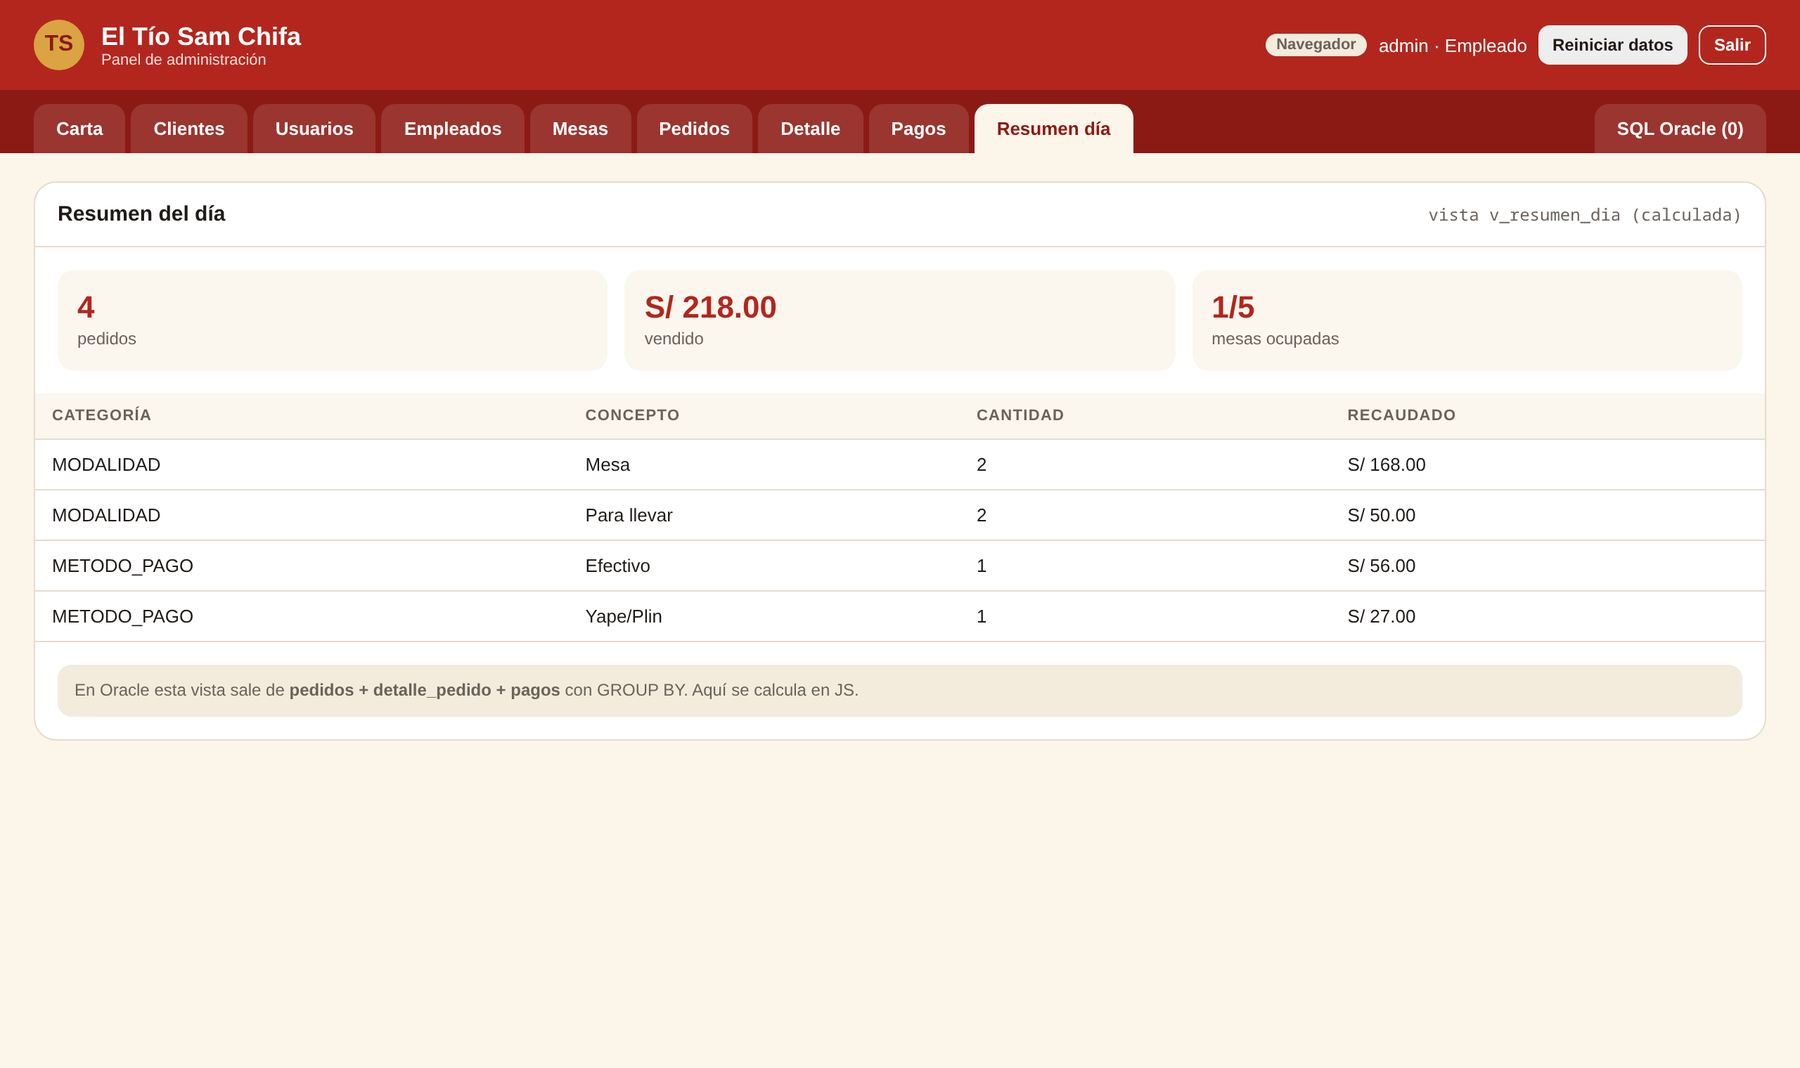 TS
El Tío Sam Chifa
Panel de administración
Navegador
admin · Empleado
Reiniciar datos
Salir
Carta
Clientes
Usuarios
Empleados
Mesas
Pedidos
Detalle
Pagos
Resumen día
SQL Oracle (0)
Resumen del día
vista v_resumen_dia (calculada)
4
pedidos
S/ 218.00
vendido
1/5
mesas ocupadas
CATEGORÍA CONCEPTO CANTIDAD RECAUDADO
MODALIDAD Mesa 2 S/ 168.00
MODALIDAD Para llevar 2 S/ 50.00
METODO_PAGO Efectivo 1 S/ 56.00
METODO_PAGO Yape/Plin 1 S/ 27.00
En Oracle esta vista sale de pedidos + detalle_pedido + pagos con GROUP BY. Aquí se calcula en JS.